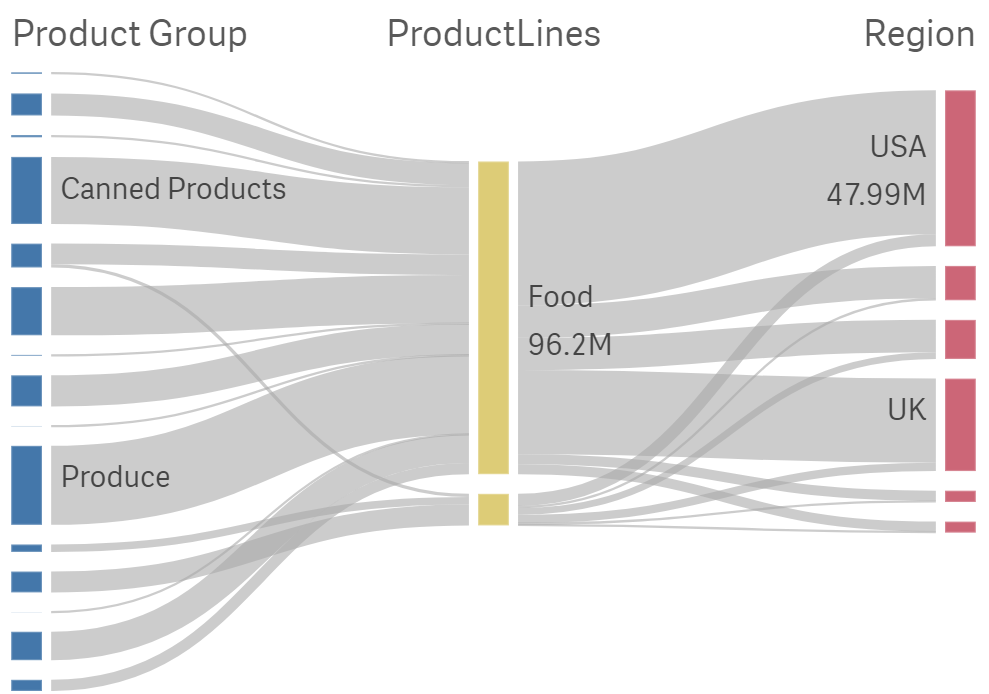 Product Group
ProductLines
Region
Canned Products
Produce
Food
96.2M
USA
47.99M
UK